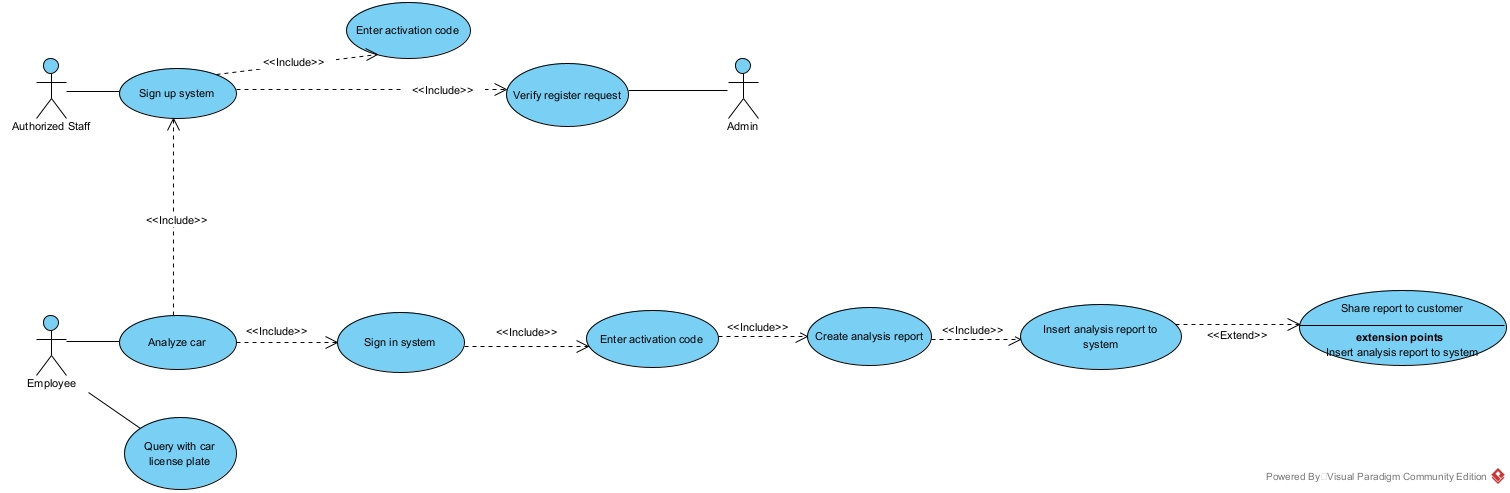 Enter activation code
<<Include>>
Sign up system
<<Include>>
Verify register request
Authorized Staff
Admin
<<Include>>
Analyze car
<<Include>>
Sign in system
<<Include>>
Enter activation code
<<Include>>
Create analysis report
<<Include>>
Insert analysis report to
system
<<Extend>>
Share report to customer
extension points
Insert analysis report to system
Employee
Query with car
license plate
Powered By Visual Paradigm Community Edition